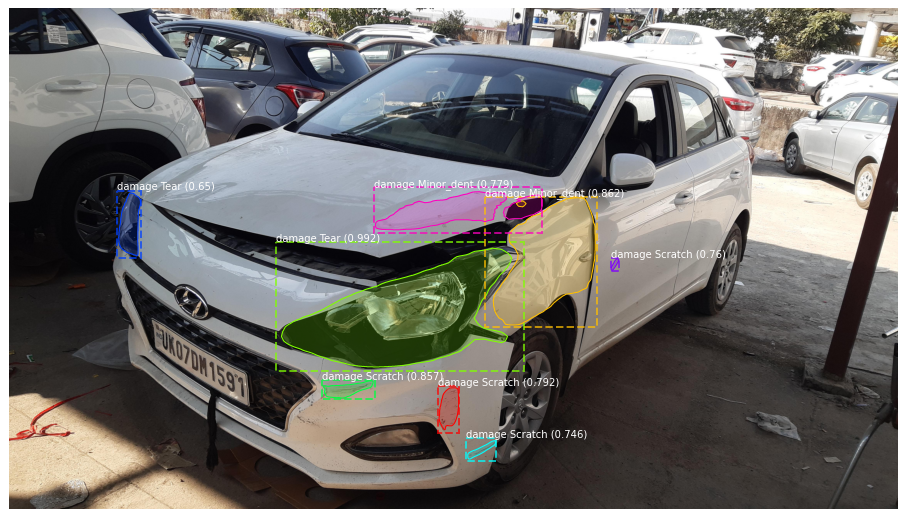 damage Tear (0.65)
damage Minor_dent (0.779)
damage Minor_dent (0.862)
damage Tear (0.992)
damage Scratch (0.76)
UK07DM1591
damage Scratch (0.857)
damage Scratch (0.792)
damage Scratch (0.746)